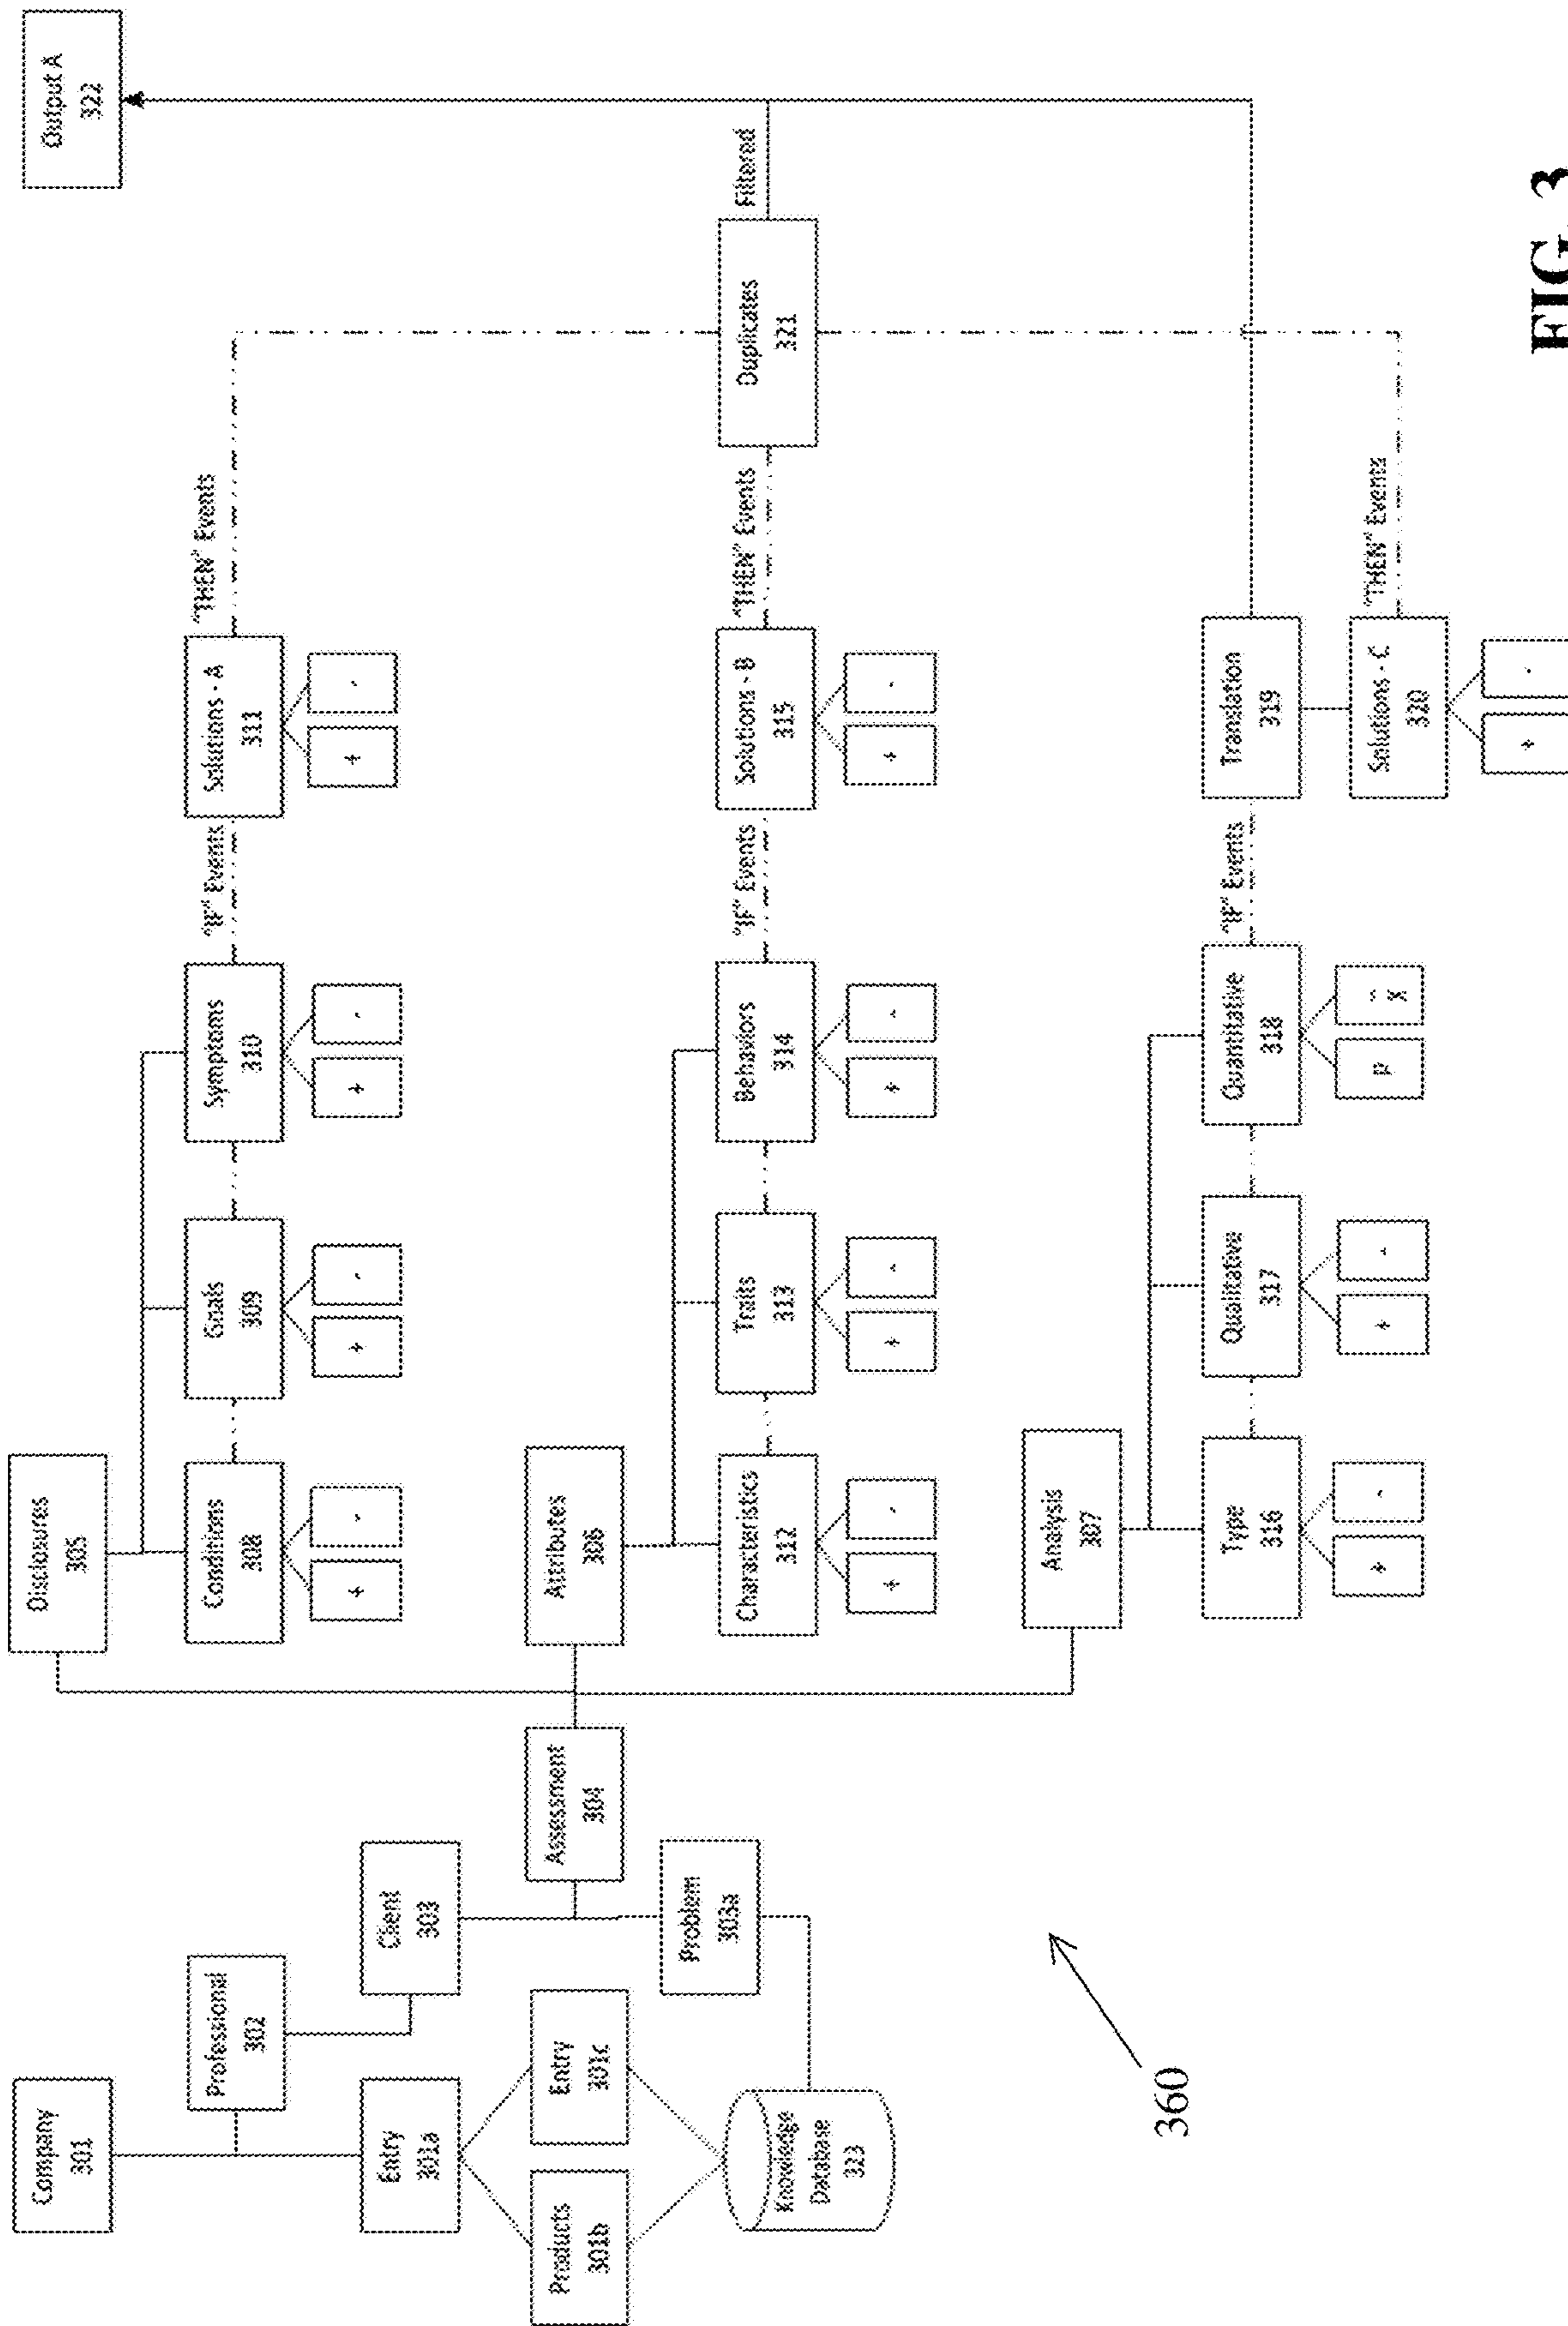 Company
301
Professional
302
Entry
301a
Products
301b
Entry
301c
Knowledge
Database
323
Client
303
Problem
303a
Assessment
304
Disclosures
305
Conditions
308
+
-
Goals
309
+
-
Symptoms
310
+
-
"IF" Events
Solutions - A
311
+
-
"THEN" Events
Attributes
306
Characteristics
312
+
-
Traits
313
+
-
Behaviors
314
+
-
"IF" Events
Solutions - B
315
+
-
"THEN" Events
Duplicates
321
Filtered
Output A
322
Analysis
307
Type
316
+
-
Qualitative
317
+
-
Quantitative
318
"IF" Events
Translation
319
Solutions - C
320
+
-
"THEN" Events
360
FIG. 3